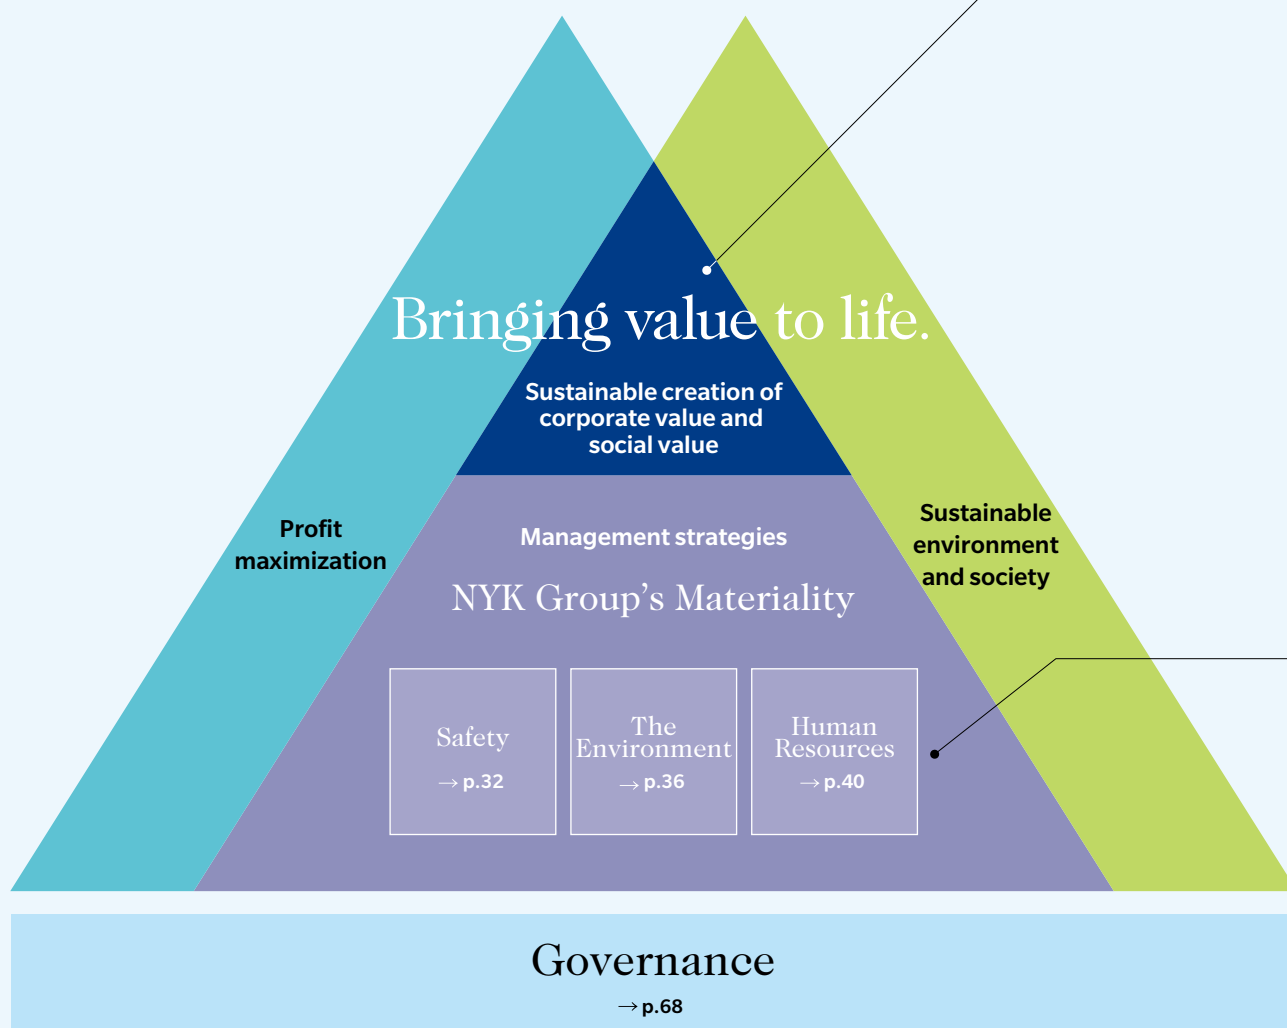 Bringing value to life.
Sustainable creation of
corporate value and
social value
Profit
maximization
Sustainable
environment
and society
Management strategies
NYK Group’s Materiality
Safety
→ p.32
The
Environment
→ p.36
Human
Resources
→ p.40
Governance
→ p.68